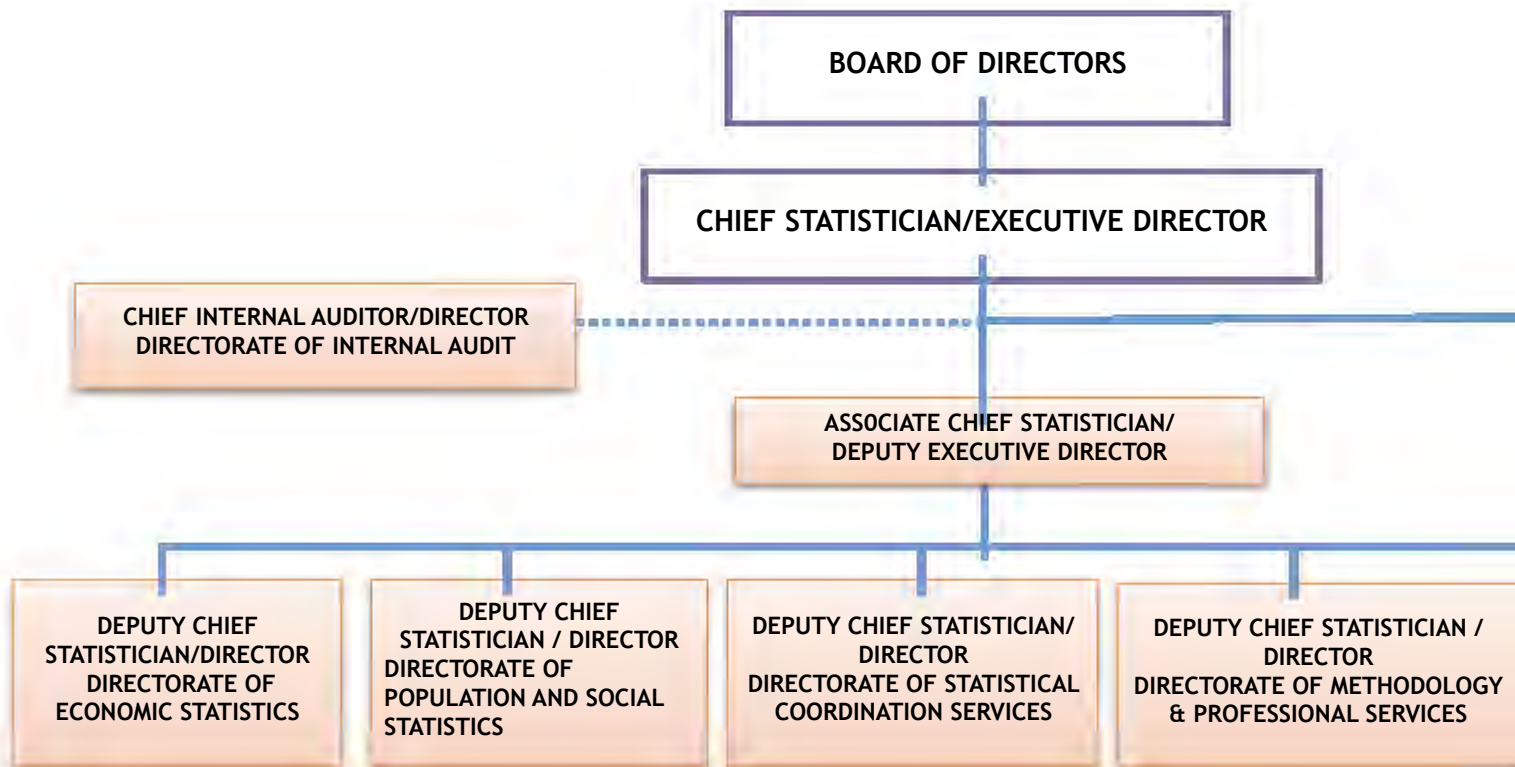 BOARD OF DIRECTORS
CHIEF STATISTICIAN/EXECUTIVE DIRECTOR
CHIEF INTERNAL AUDITOR/DIRECTOR
DIRECTORATE OF INTERNAL AUDIT
ASS0CIATE CHIEF STATISTICIAN/
DEPUTY EXECUTIVE DIRECTOR
DEPUTY CHIEF
STATISTICIAN/DIRECTOR
DIRECTORATE OF
ECONOMIC STATISTICS
DEPUTY CHIEF
STATISTICIAN / DIRECTOR
DIRECTORATE OF
POPULATION AND SOCIAL
STATISTICS
DEPUTY CHIEF STATISTICIAN/
DIRECTOR
DIRECTORATE OF STATISTICAL
COORDINATION SERVICES
DEPUTY CHIEF STATISTICIAN /
DIRECTOR
DIRECTORATE OF METHODOLOGY
& PROFESSIONAL SERVICES